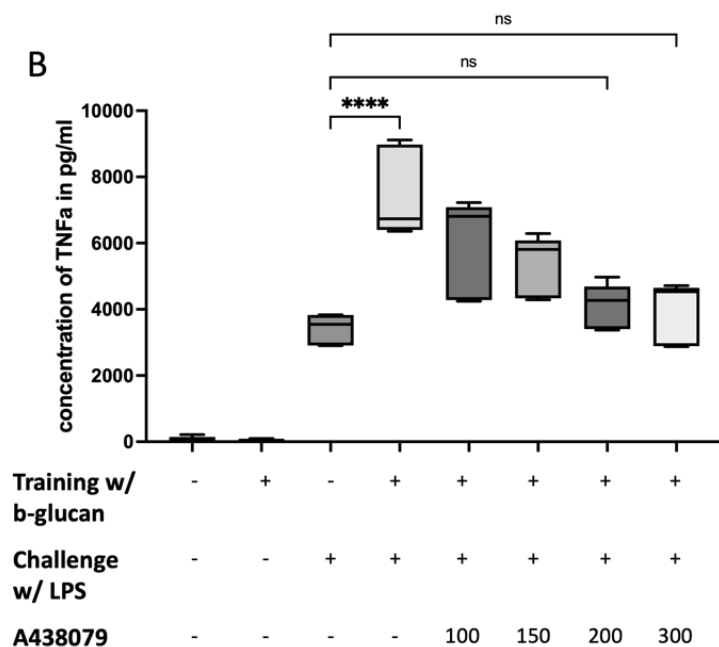 ns
B
ns
****
concentration of TNFa in pg/ml
10000
8000
6000
4000
2000
0
Training w/ b-glucan - + - + + + + +
Challenge w/ LPS - - + + + + + +
A438079 - - - - 100 150 200 300